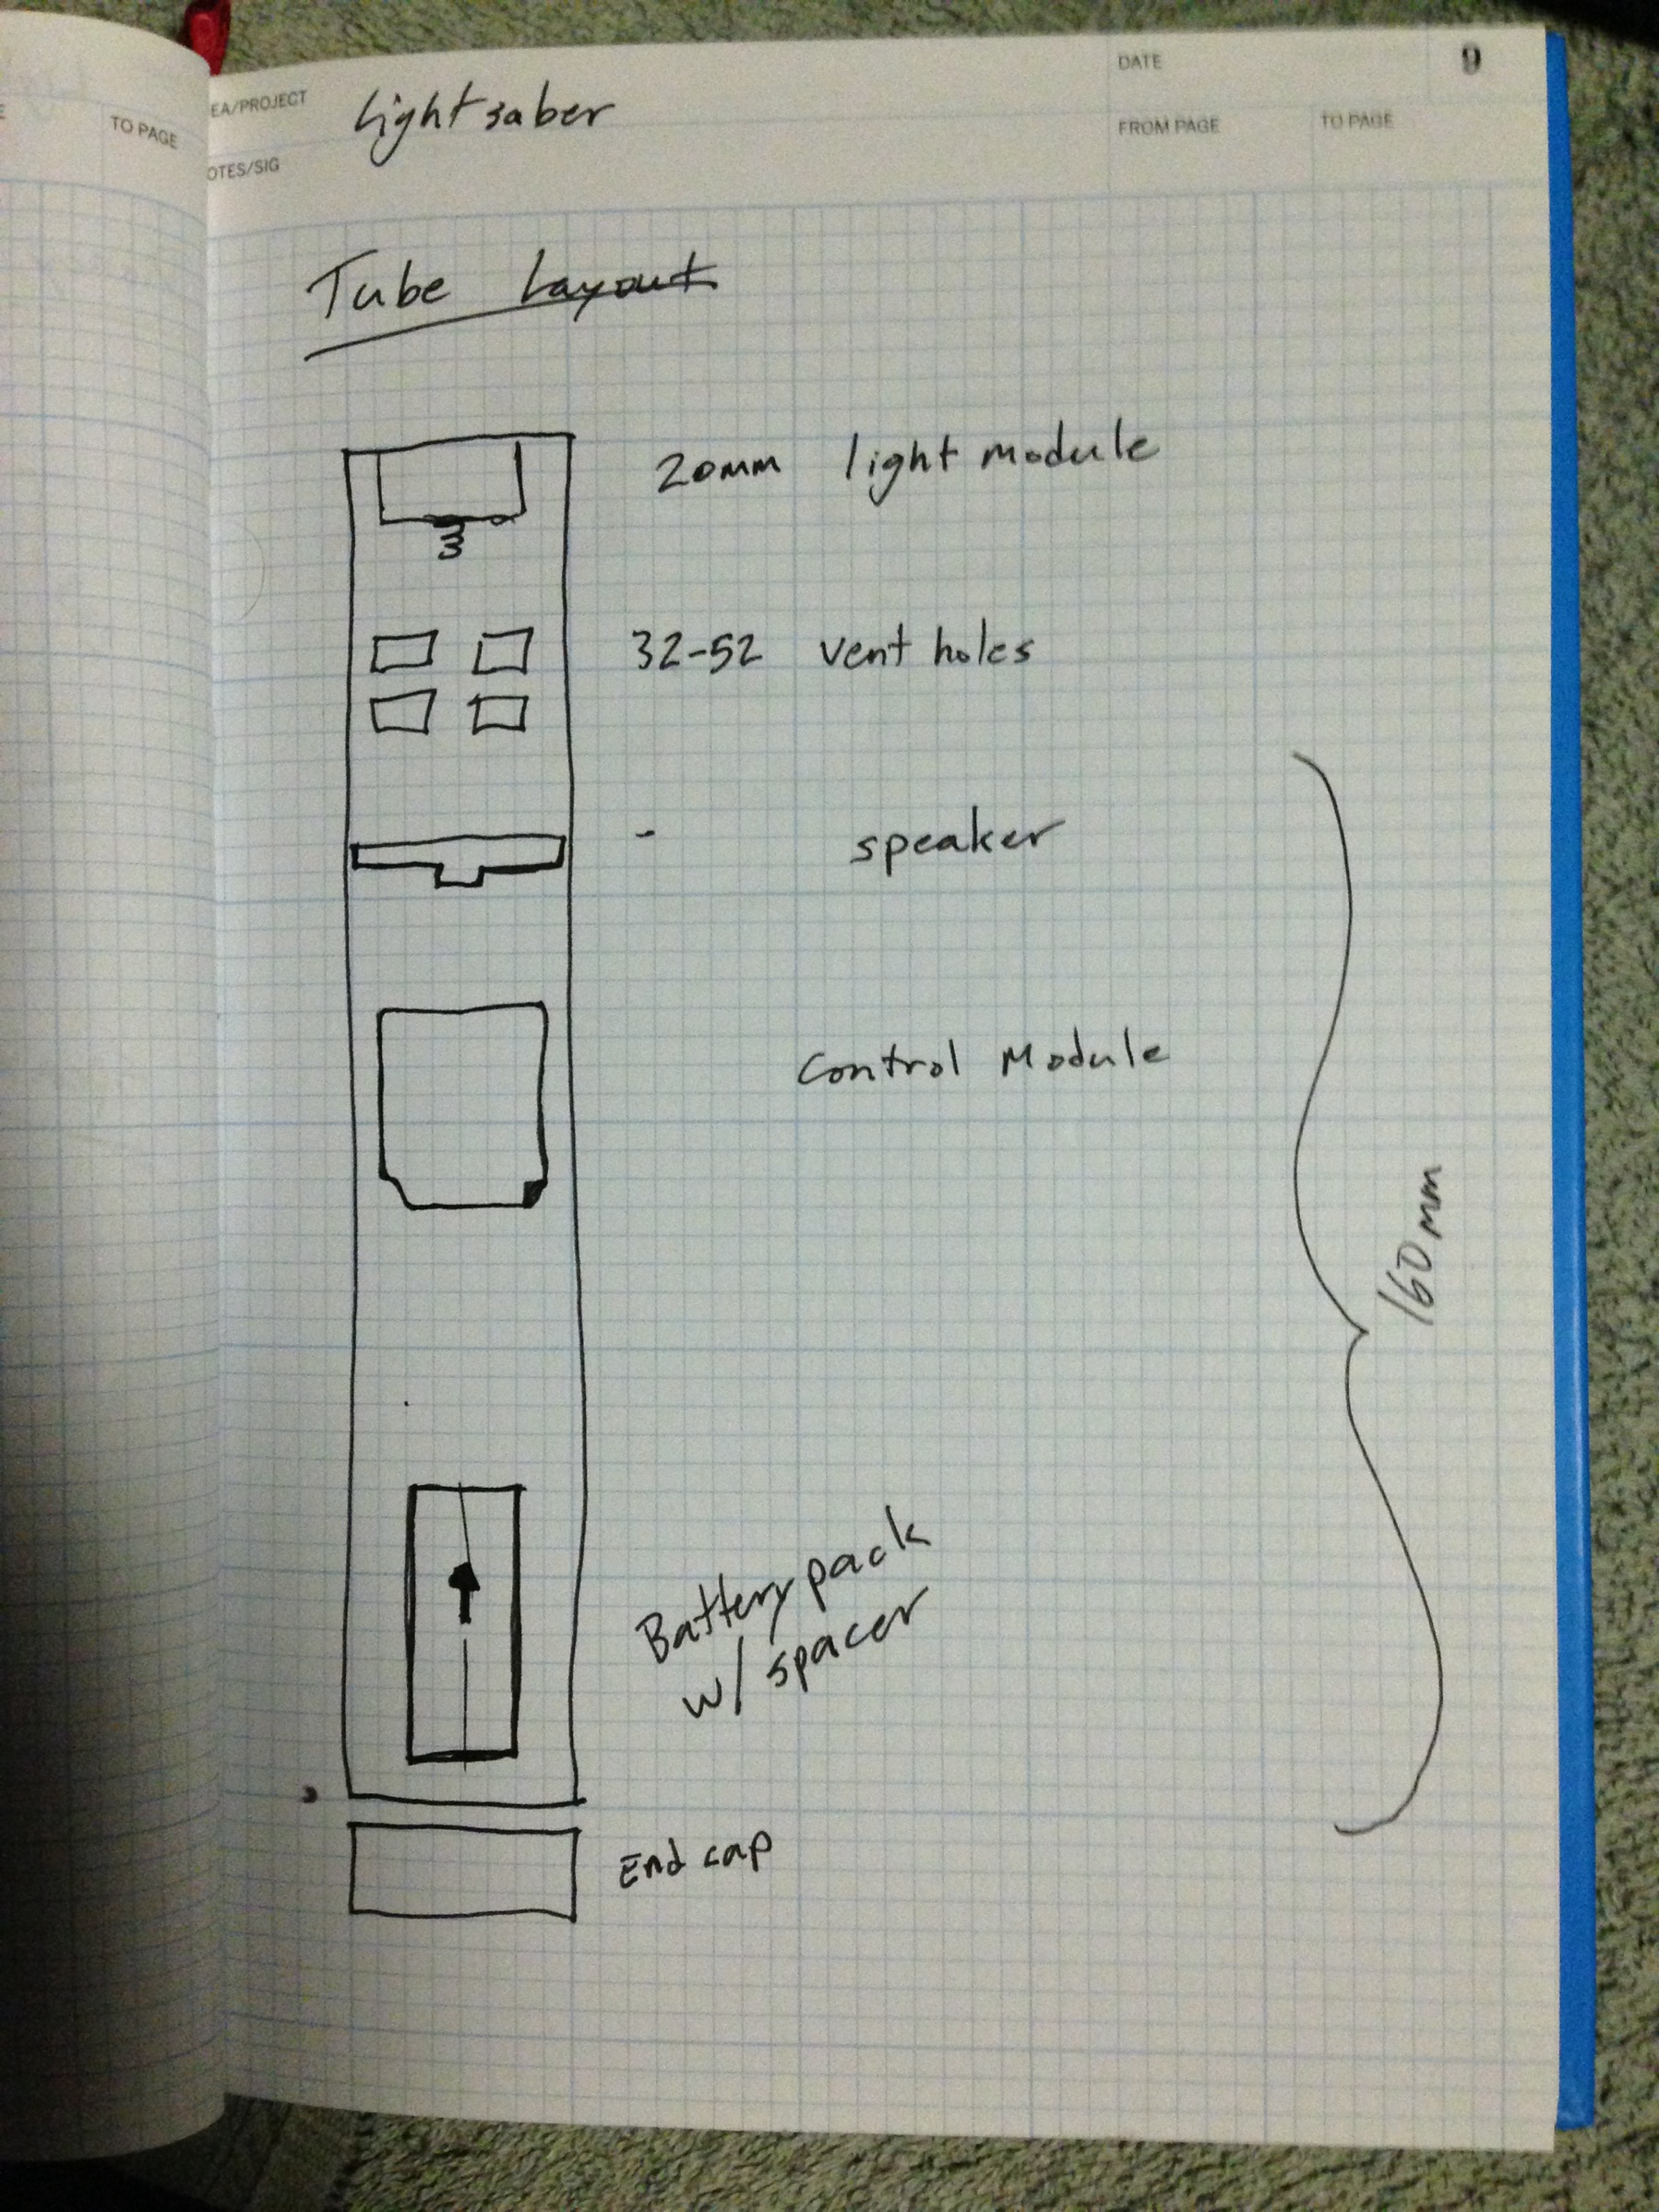 TO PAGE
EA/PROJECT
Lightsaber
OTES/SIG
DATE
9
FROM PAGE
TO PAGE
Tube Layout
20mm light module
32-52 vent holes
- speaker
Control Module
160mm
Battery pack
w/ spacer
End cap